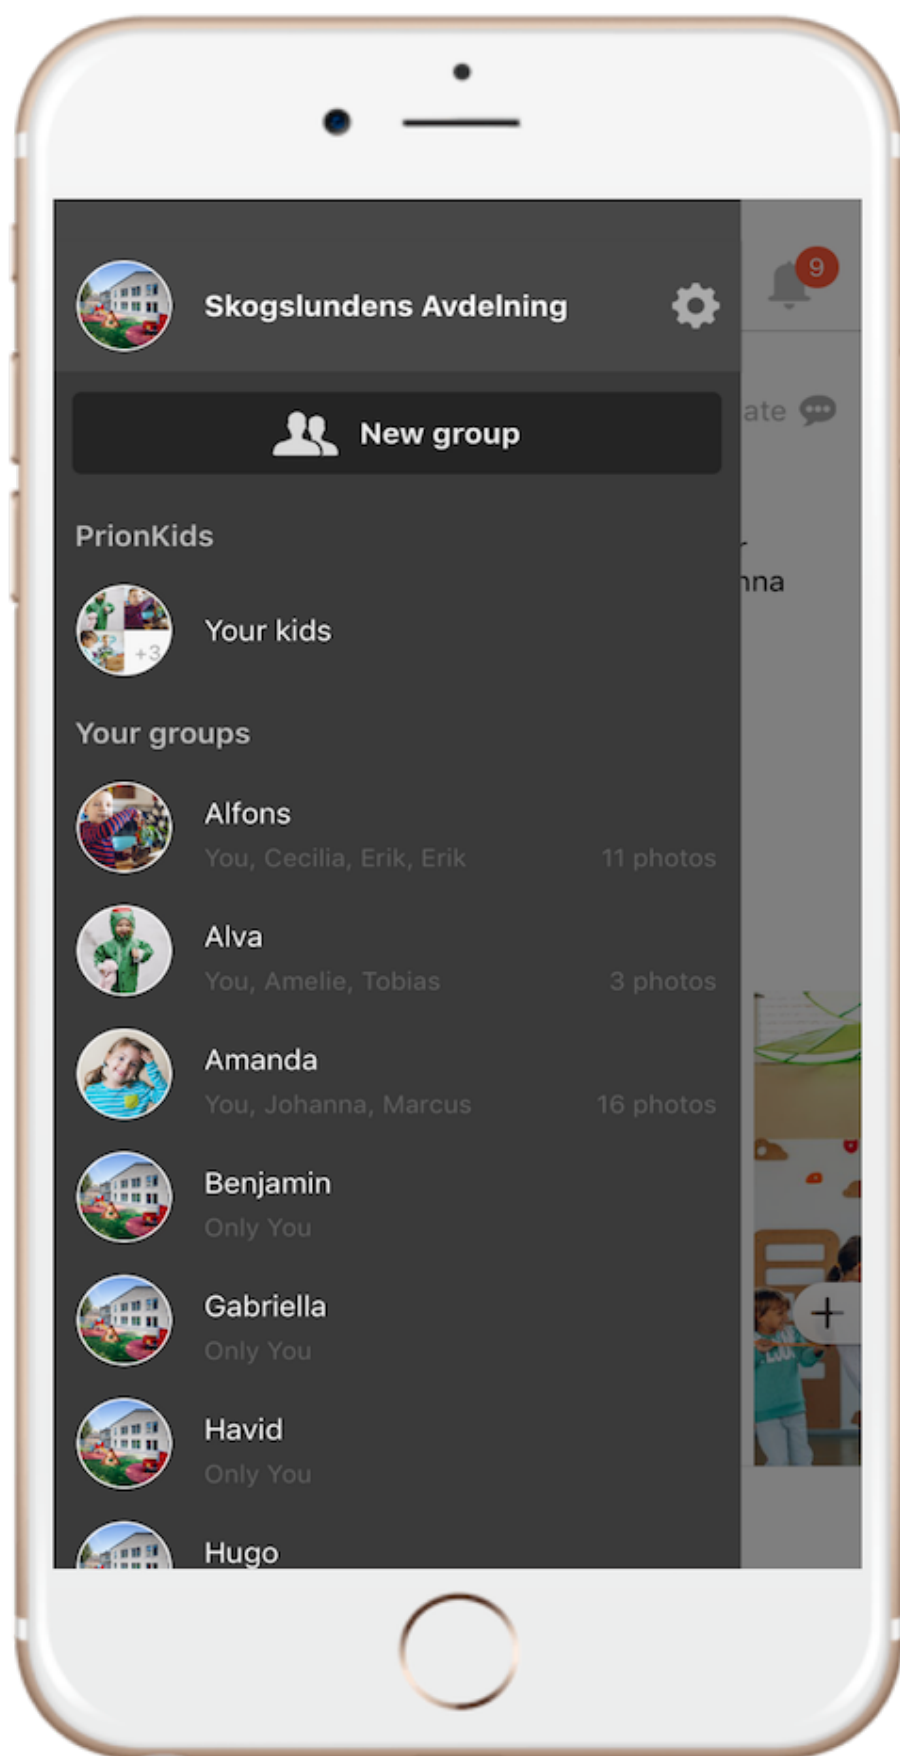 9
Skogslundens Avdelning
ate
New group
PrionKids
nna
+3
Your kids
Your groups
Alfons
You, Cecilia, Erik, Erik 11 photos
Alva
You, Amelie, Tobias 3 photos
Amanda
You, Johanna, Marcus 16 photos
Benjamin
Only You
Gabriella
Only You
Havid
Only You
Hugo